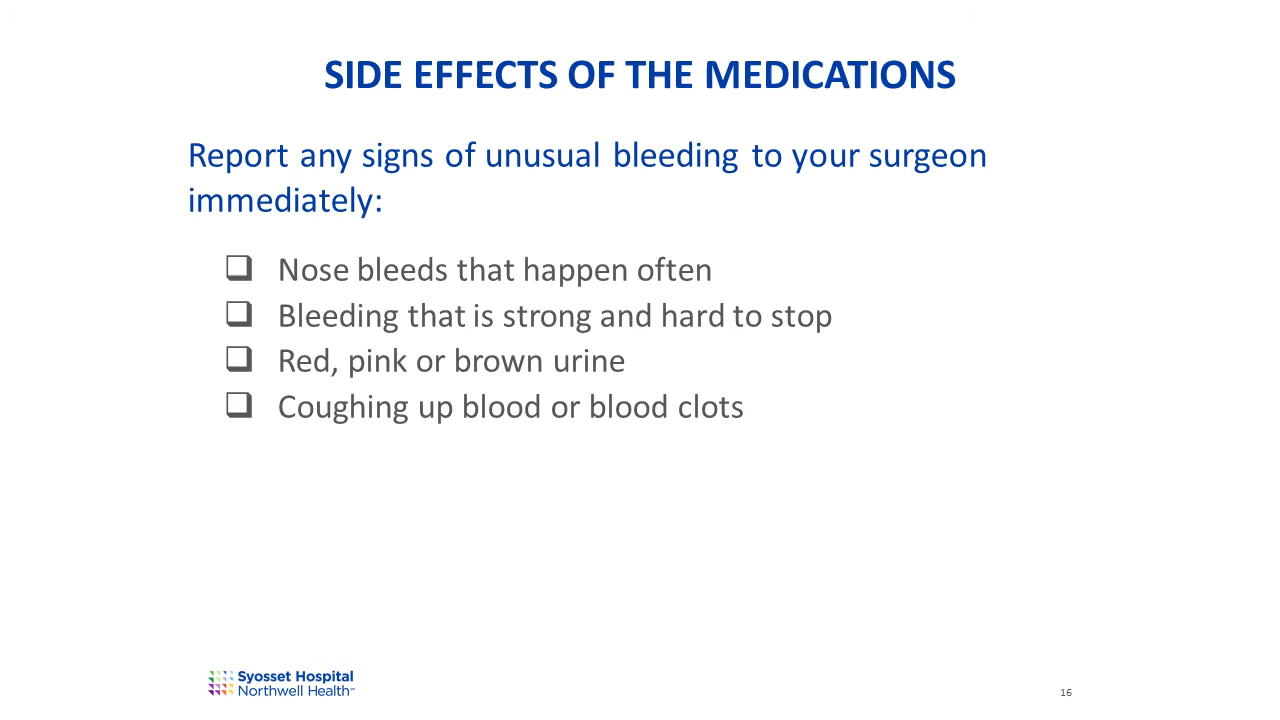 SIDE EFFECTS OF THE MEDICATIONS
Report any signs of unusual bleeding to your surgeon
immediately:
❑ Nose bleeds that happen often
❑ Bleeding that is strong and hard to stop
❑ Red, pink or brown urine
❑ Coughing up blood or blood clots
Syosset Hospital
Northwell Health℠
16